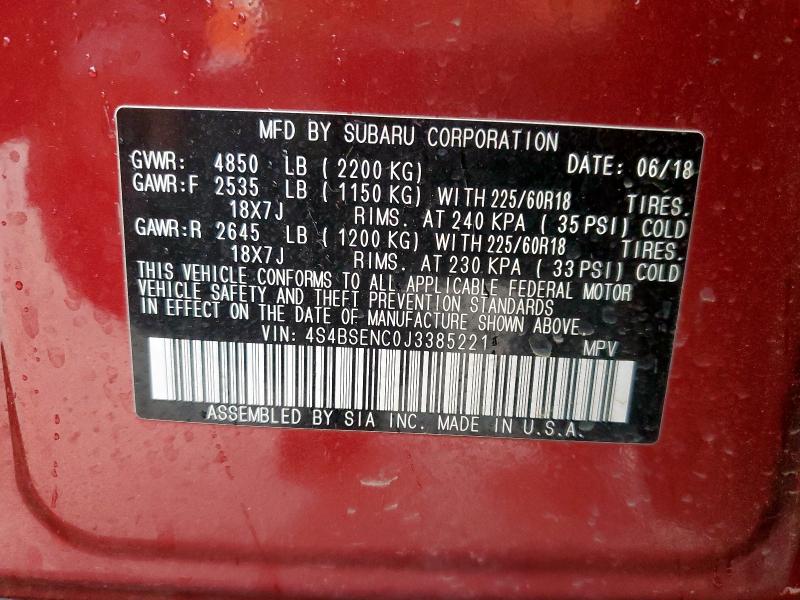 MFD BY SUBARU CORPORATION
GVWR: 4850 LB (2200 KG) DATE: 06/18
GAWR:F 2535 LB (1150 KG) WITH 225/60R18 TIRES.
18X7J RIMS. AT 240 KPA (35 PSI) COLD
GAWR:R 2645 LB (1200 KG) WITH 225/60R18 TIRES.
18X7J RIMS. AT 230 KPA (33 PSI) COLD
THIS VEHICLE CONFORMS TO ALL APPLICABLE FEDERAL MOTOR
VEHICLE SAFETY AND THEFT PREVENTION STANDARDS
IN EFFECT ON THE DATE OF MANUFACTURE SHOWN ABOVE.
VIN: 4S4BSENC0J3385221 MPV
ASSEMBLED BY SIA INC. MADE IN U.S.A.